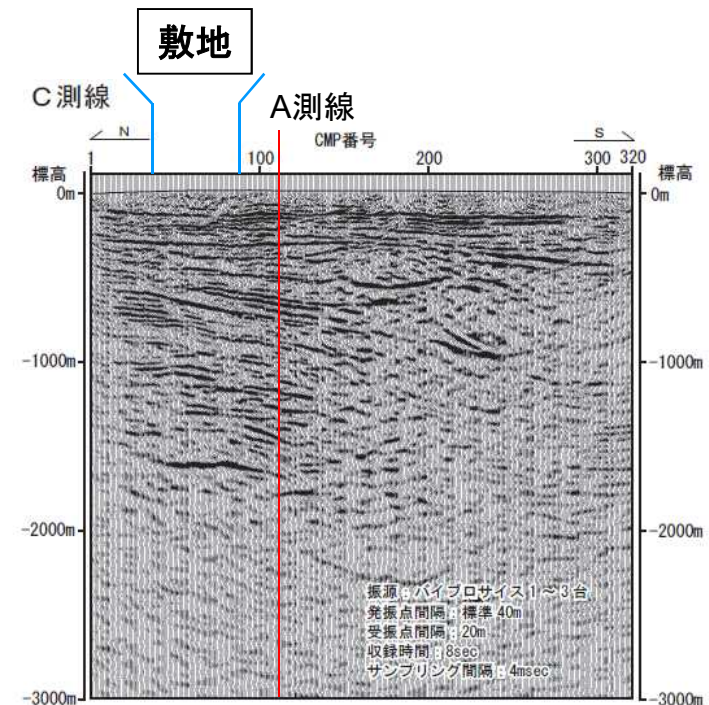 敷地
C測線
A測線
N
CMP番号
S
1
100
200
300
320
標高
標高
0m
0m
-1000m
-1000m
-2000m
-2000m
-3000m
-3000m
振源：バイブロサイス1～3台
発振点間隔：標準40m
受振点間隔：20m
収録時間：8sec
サンプリング間隔：4msec